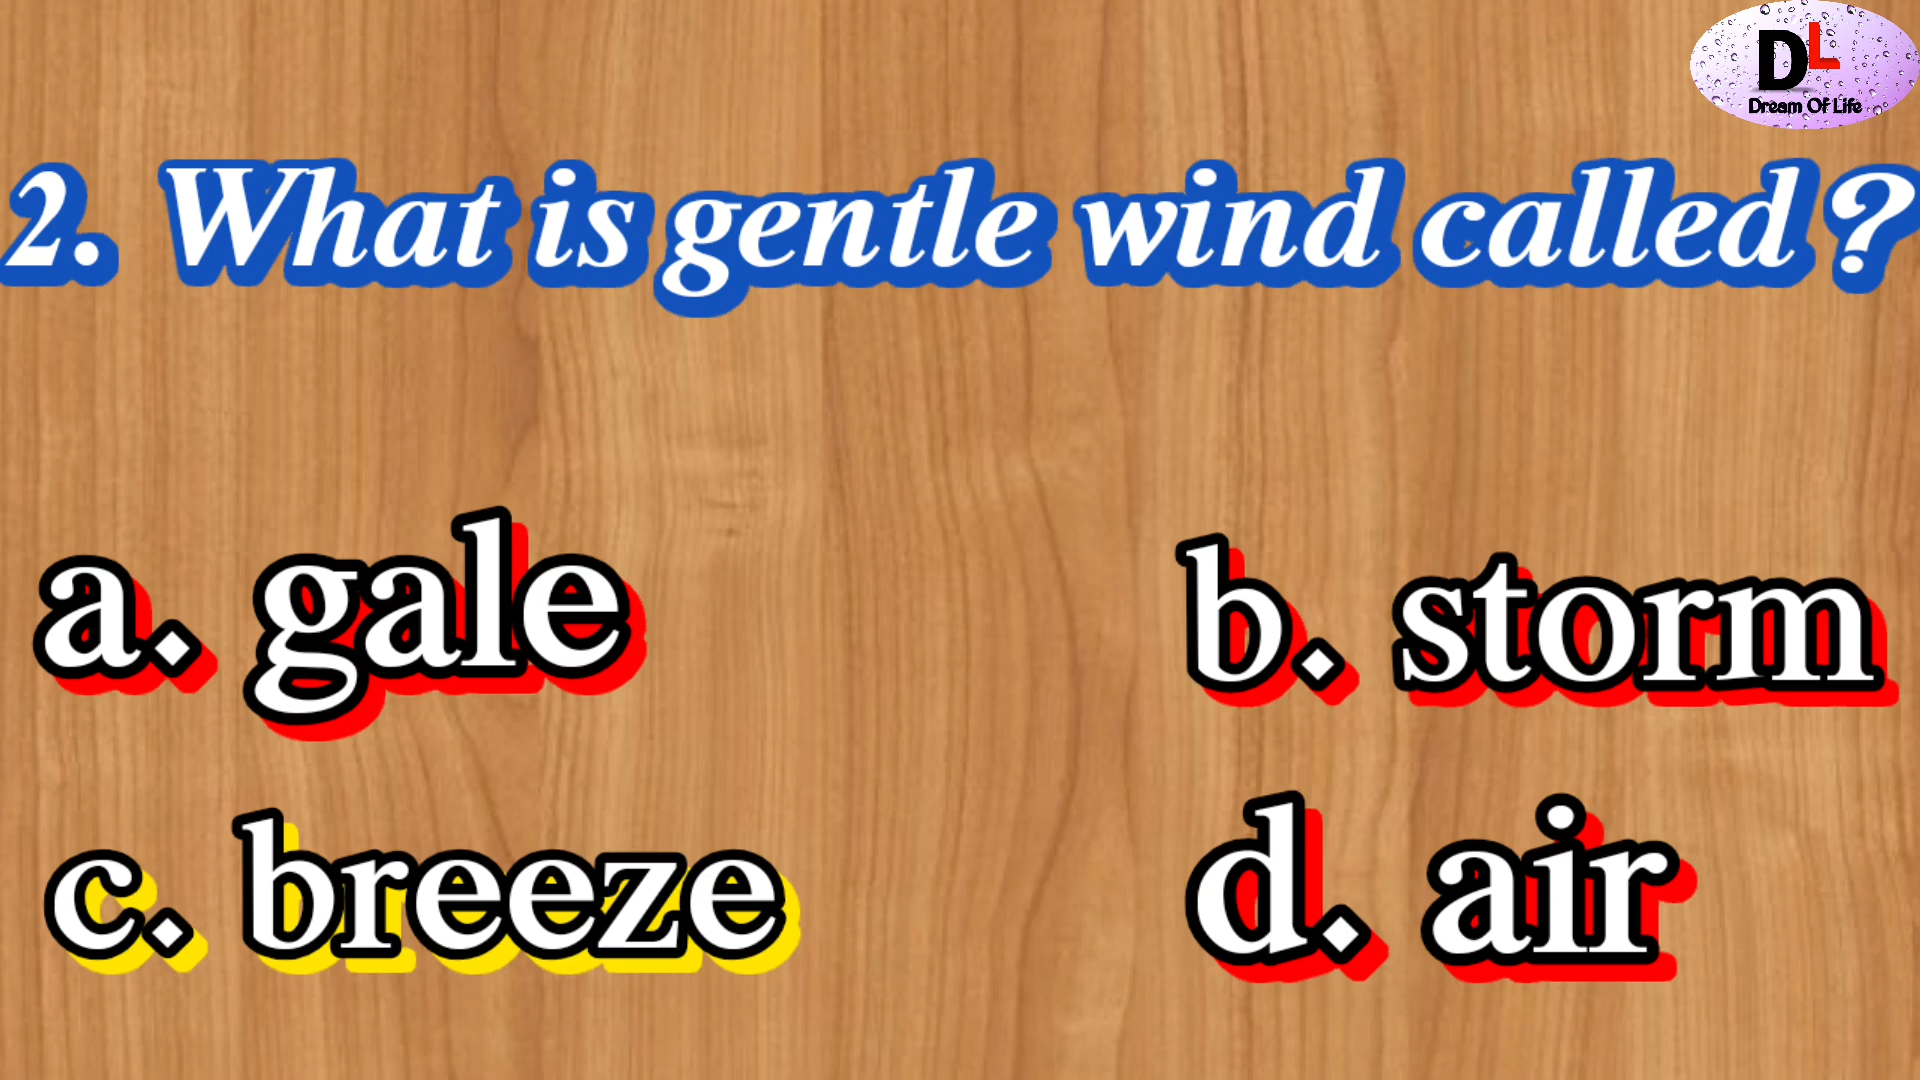 DL
Dream Of Life
2. What is gentle wind called?
a. gale
b. storm
c. breeze
d. air